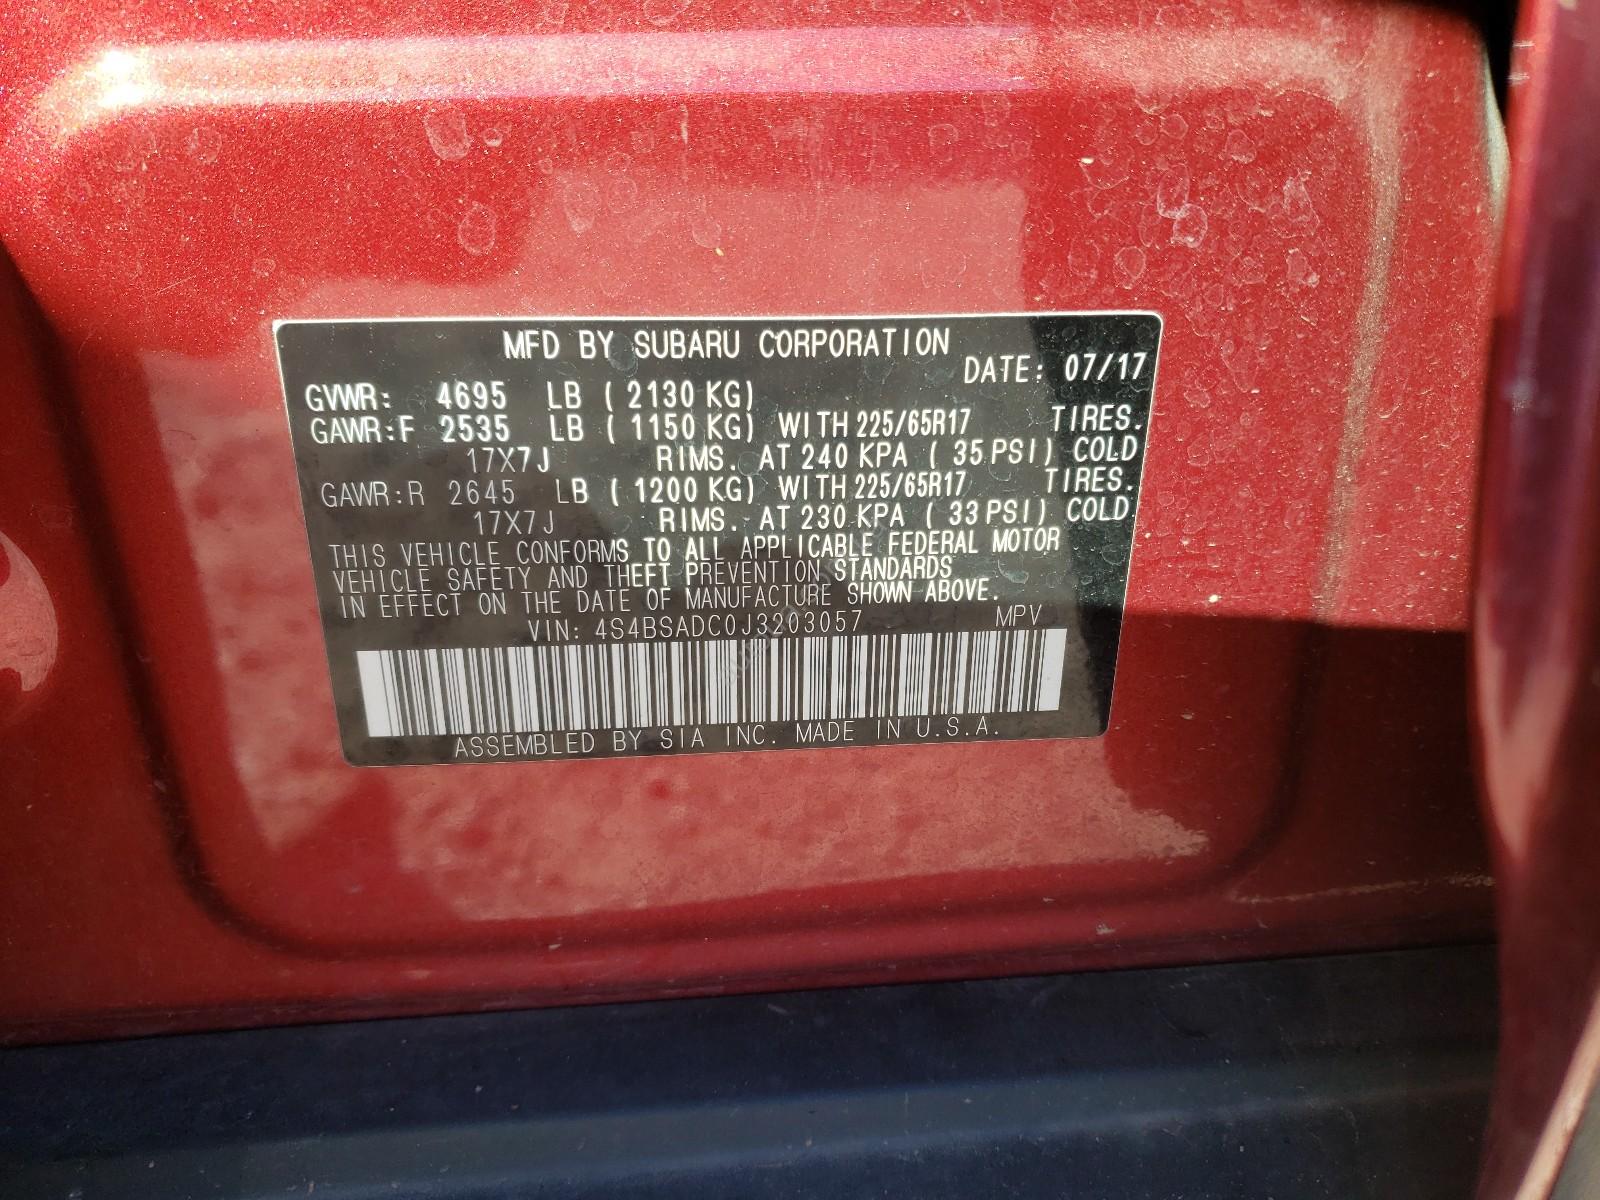 MFD BY SUBARU CORPORATION
DATE: 07/17
GVWR: 4695 LB ( 2130 KG)
GAWR:F 2535 LB ( 1150 KG) WITH 225/65R17 TIRES.
17X7J RIMS. AT 240 KPA ( 35 PSI) COLD
GAWR:R 2645 LB ( 1200 KG) WITH 225/65R17 TIRES.
17X7J RIMS. AT 230 KPA ( 33 PSI) COLD.
THIS VEHICLE CONFORMS TO ALL APPLICABLE FEDERAL MOTOR
VEHICLE SAFETY AND THEFT PREVENTION STANDARDS
IN EFFECT ON THE DATE OF MANUFACTURE SHOWN ABOVE.
VIN: 4S4BSADC0J3203057 MPV
ASSEMBLED BY SIA INC. MADE IN U.S.A.